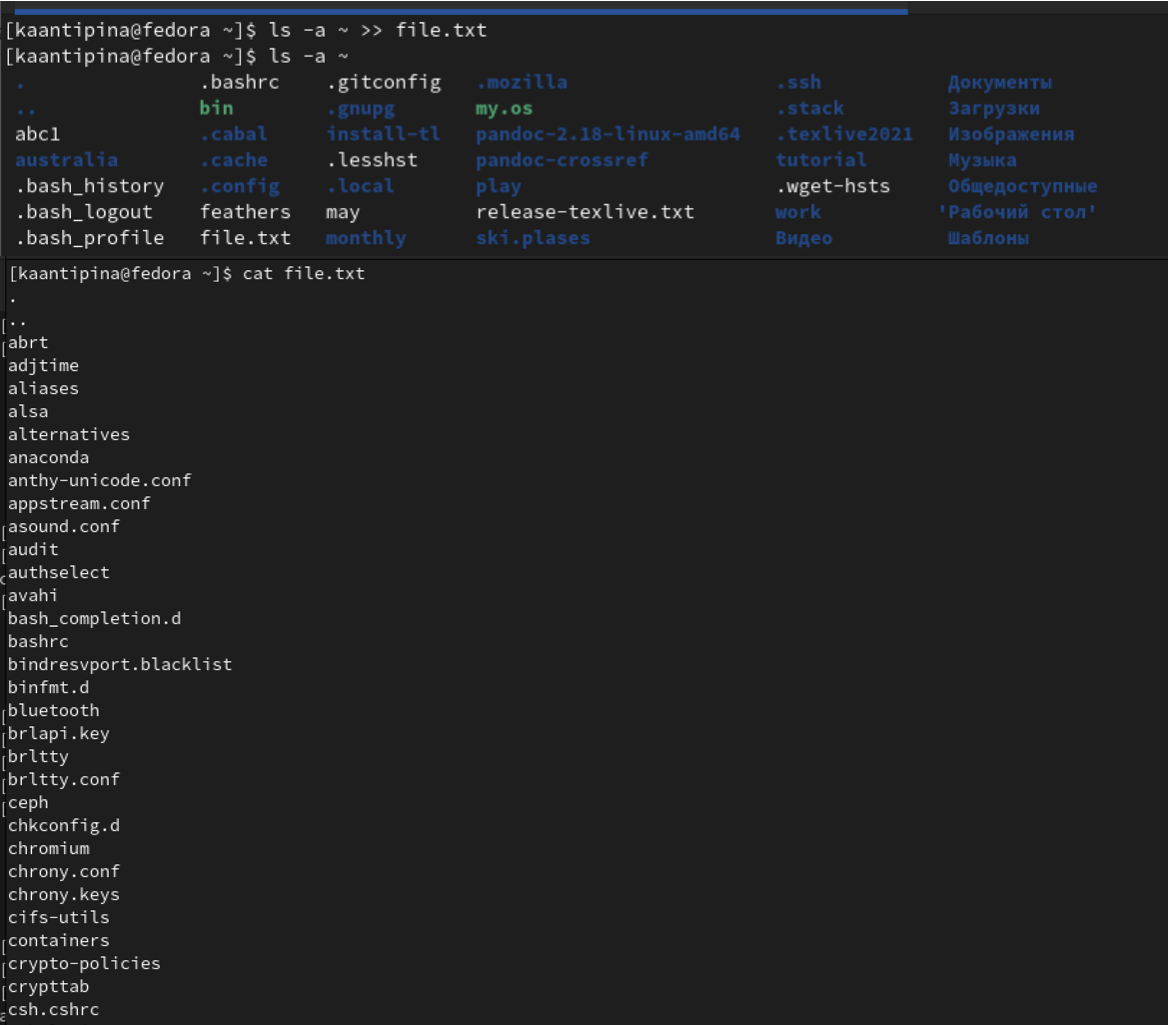 [kaantipina@fedora ~]$ ls -a ~ >> file.txt
[kaantipina@fedora ~]$ ls -a ~
. .bashrc .gitconfig .mozilla .ssh Документы
.. bin .gnupg my.os .stack Загрузки
abc1 .cabal install-tl pandoc-2.18-linux-amd64 .texlive2021 Изображения
australia .cache .lesshst pandoc-crossref tutorial Музыка
.bash_history .config .local play .wget-hsts Общедоступные
.bash_logout feathers may release-texlive.txt work 'Рабочий стол'
.bash_profile file.txt monthly ski.plases Видео Шаблоны
[kaantipina@fedora ~]$ cat file.txt
.
..
abrt
adjtime
aliases
alsa
alternatives
anaconda
anthy-unicode.conf
appstream.conf
asound.conf
audit
authselect
avahi
bash_completion.d
bashrc
bindresvport.blacklist
binfmt.d
bluetooth
brlapi.key
brltty
brltty.conf
ceph
chkconfig.d
chromium
chrony.conf
chrony.keys
cifs-utils
containers
crypto-policies
crypttab
csh.cshrc